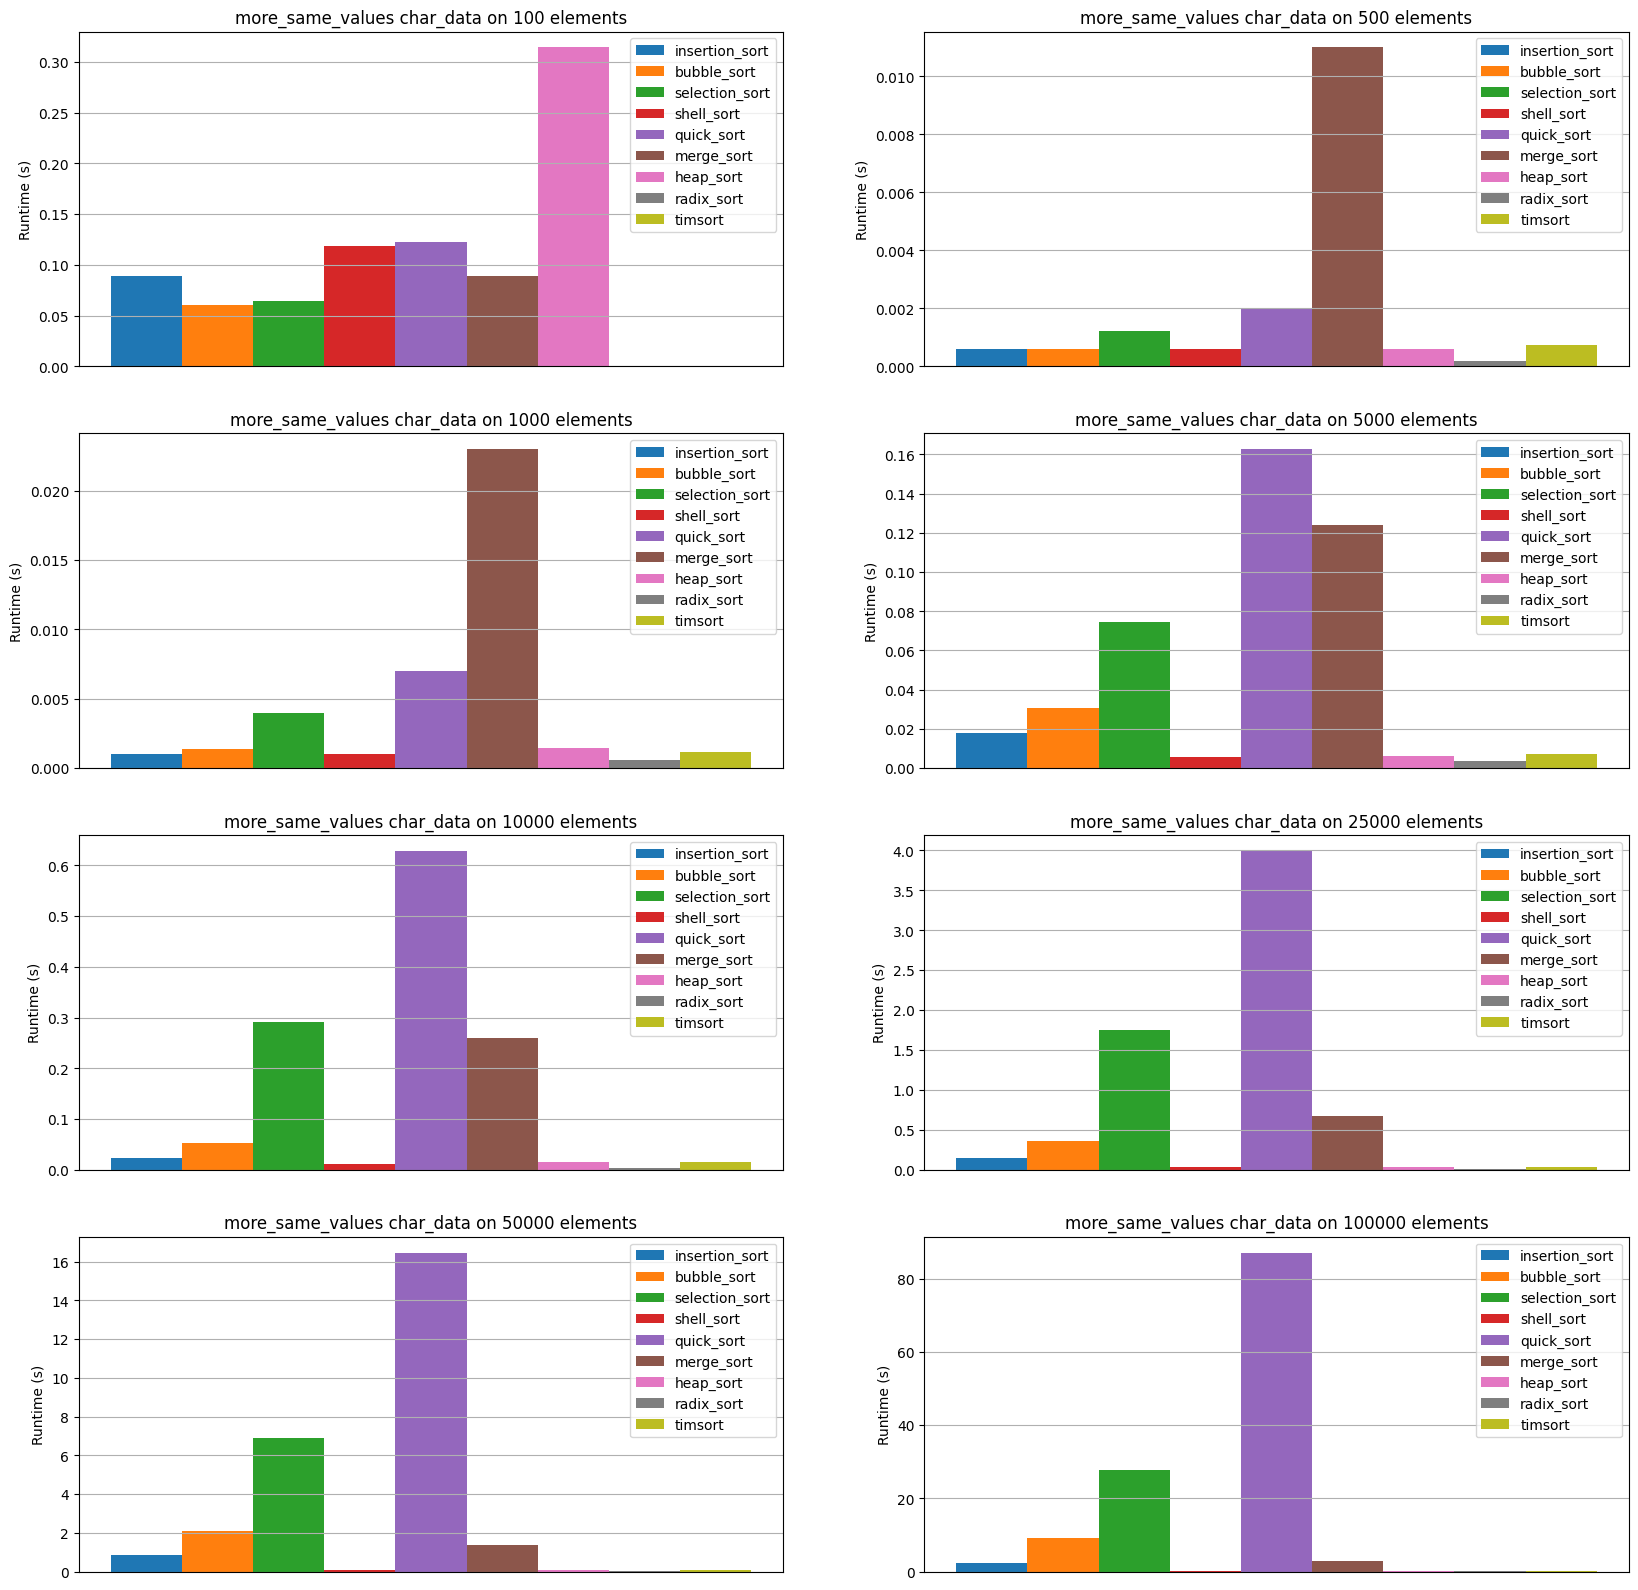 more_same_values char_data on 100 elements
Runtime (s)
0.30
0.25
0.20
0.15
0.10
0.05
0.00
insertion_sort
bubble_sort
selection_sort
shell_sort
quick_sort
merge_sort
heap_sort
radix_sort
timsort
more_same_values char_data on 500 elements
Runtime (s)
0.010
0.008
0.006
0.004
0.002
0.000
insertion_sort
bubble_sort
selection_sort
shell_sort
quick_sort
merge_sort
heap_sort
radix_sort
timsort
more_same_values char_data on 1000 elements
Runtime (s)
0.020
0.015
0.010
0.005
0.000
insertion_sort
bubble_sort
selection_sort
shell_sort
quick_sort
merge_sort
heap_sort
radix_sort
timsort
more_same_values char_data on 5000 elements
Runtime (s)
0.16
0.14
0.12
0.10
0.08
0.06
0.04
0.02
0.00
insertion_sort
bubble_sort
selection_sort
shell_sort
quick_sort
merge_sort
heap_sort
radix_sort
timsort
more_same_values char_data on 10000 elements
Runtime (s)
0.6
0.5
0.4
0.3
0.2
0.1
0.0
insertion_sort
bubble_sort
selection_sort
shell_sort
quick_sort
merge_sort
heap_sort
radix_sort
timsort
more_same_values char_data on 25000 elements
Runtime (s)
4.0
3.5
3.0
2.5
2.0
1.5
1.0
0.5
0.0
insertion_sort
bubble_sort
selection_sort
shell_sort
quick_sort
merge_sort
heap_sort
radix_sort
timsort
more_same_values char_data on 50000 elements
Runtime (s)
16
14
12
10
8
6
4
2
0
insertion_sort
bubble_sort
selection_sort
shell_sort
quick_sort
merge_sort
heap_sort
radix_sort
timsort
more_same_values char_data on 100000 elements
Runtime (s)
80
60
40
20
0
insertion_sort
bubble_sort
selection_sort
shell_sort
quick_sort
merge_sort
heap_sort
radix_sort
timsort